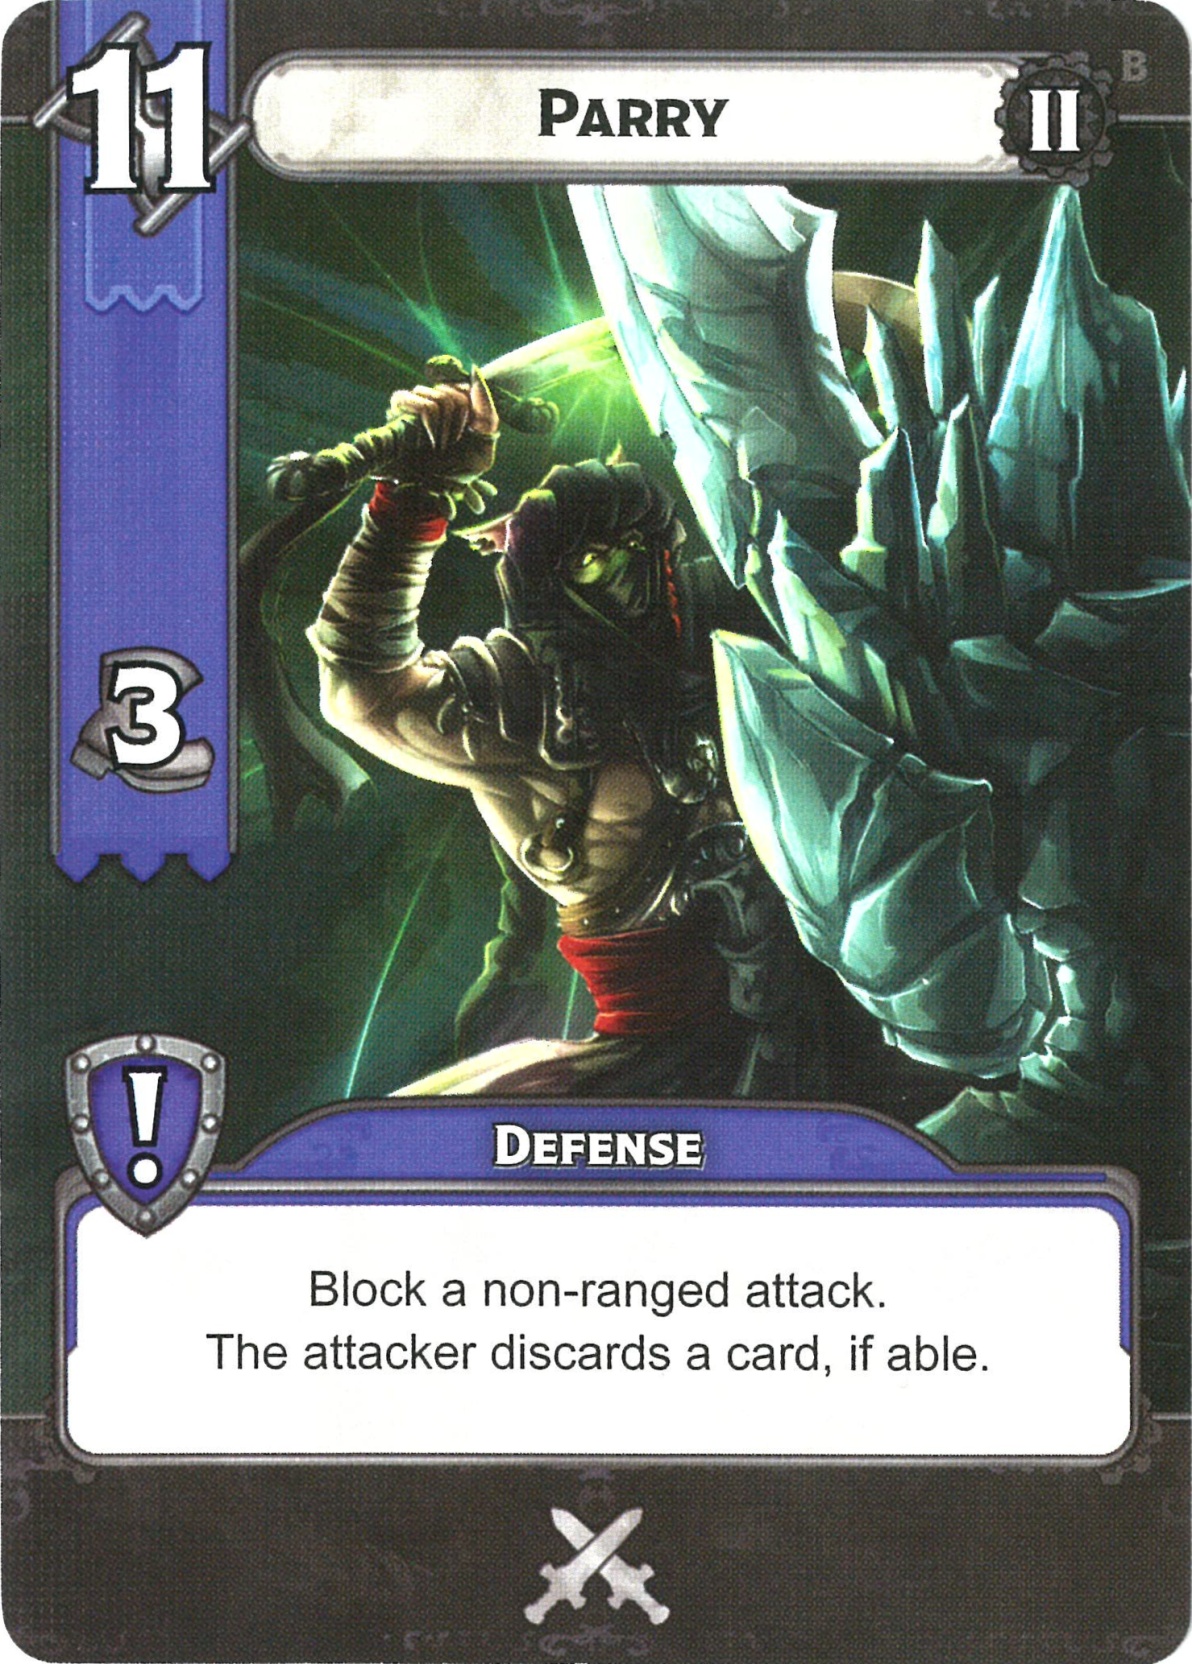 11
PARRY
II
B
3
!
DEFENSE
Block a non-ranged attack.
The attacker discards a card, if able.